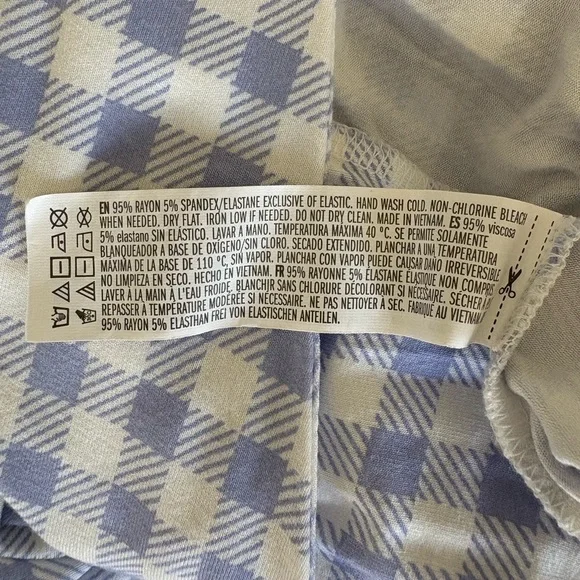 EN 95% RAYON 5% SPANDEX/ELASTANE EXCLUSIVE OF ELASTIC. HAND WASH COLD. NON-CHLORINE BLEACH
WHEN NEEDED. DRY FLAT. IRON LOW IF NEEDED. DO NOT DRY CLEAN. MADE IN VIETNAM. ES 95% viscosa
5% elastano SIN ELÁSTICO. LAVAR A MANO. TEMPERATURA MÁXIMA 40 °C. SE PERMITE SOLAMENTE
BLANQUEADOR A BASE DE OXÍGENO/SIN CLORO. SECADO EXTENDIDO. PLANCHAR A UNA TEMPERATURA
MÁXIMA DE LA BASE DE 110 °C, SIN VAPOR. PLANCHAR CON VAPOR PUEDE CAUSAR DAÑO IRREVERSIBLE
NO LIMPIEZA EN SECO. HECHO EN VIETNAM. FR 95% RAYONNE 5% ÉLASTHANNE ÉLASTIQUE NON COMPRIS
LAVER À LA MAIN À L'EAU FROIDE. BLANCHIR SANS CHLORURE DÉCOLORANT SI NÉCESSAIRE. SÉCHER À
REPASSER À TEMPÉRATURE MODÉRÉE SI NÉCESSAIRE. NE PAS NETTOYER À SEC. FABRIQUÉ AU VIETNAM
95% RAYON 5% ELASTHAN FREI VON ELASTISCHEN ANTEILEN.